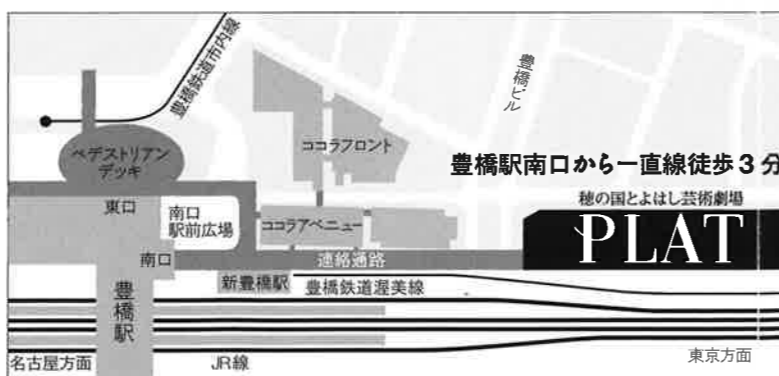 豊橋鉄道市内線
豊橋ビル
ペデストリアン
デッキ
ココラフロント
豊橋駅南口から一直線徒歩3分
穂の国とよはし芸術劇場
PLAT
東口
南口
駅前広場
ココラアベニュー
南口
連絡通路
新豊橋駅
豊橋鉄道渥美線
豊橋駅
名古屋方面
JR線
東京方面